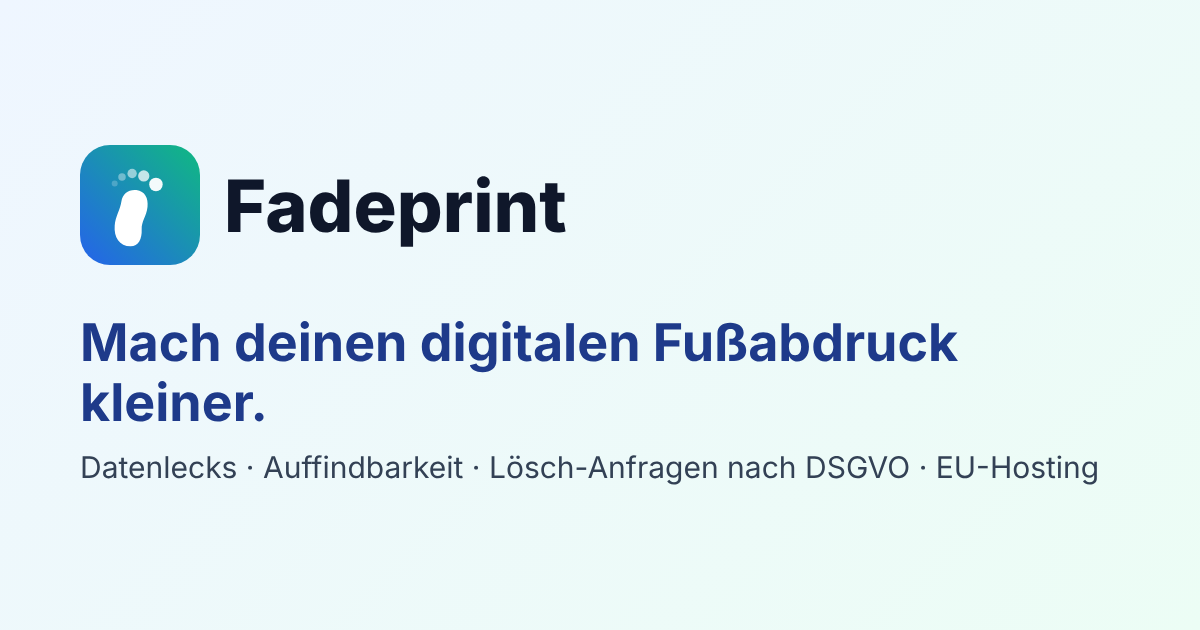 Fadeprint
Mach deinen digitalen Fußabdruck
kleiner.
Datenlecks · Auffindbarkeit · Lösch-Anfragen nach DSGVO · EU-Hosting